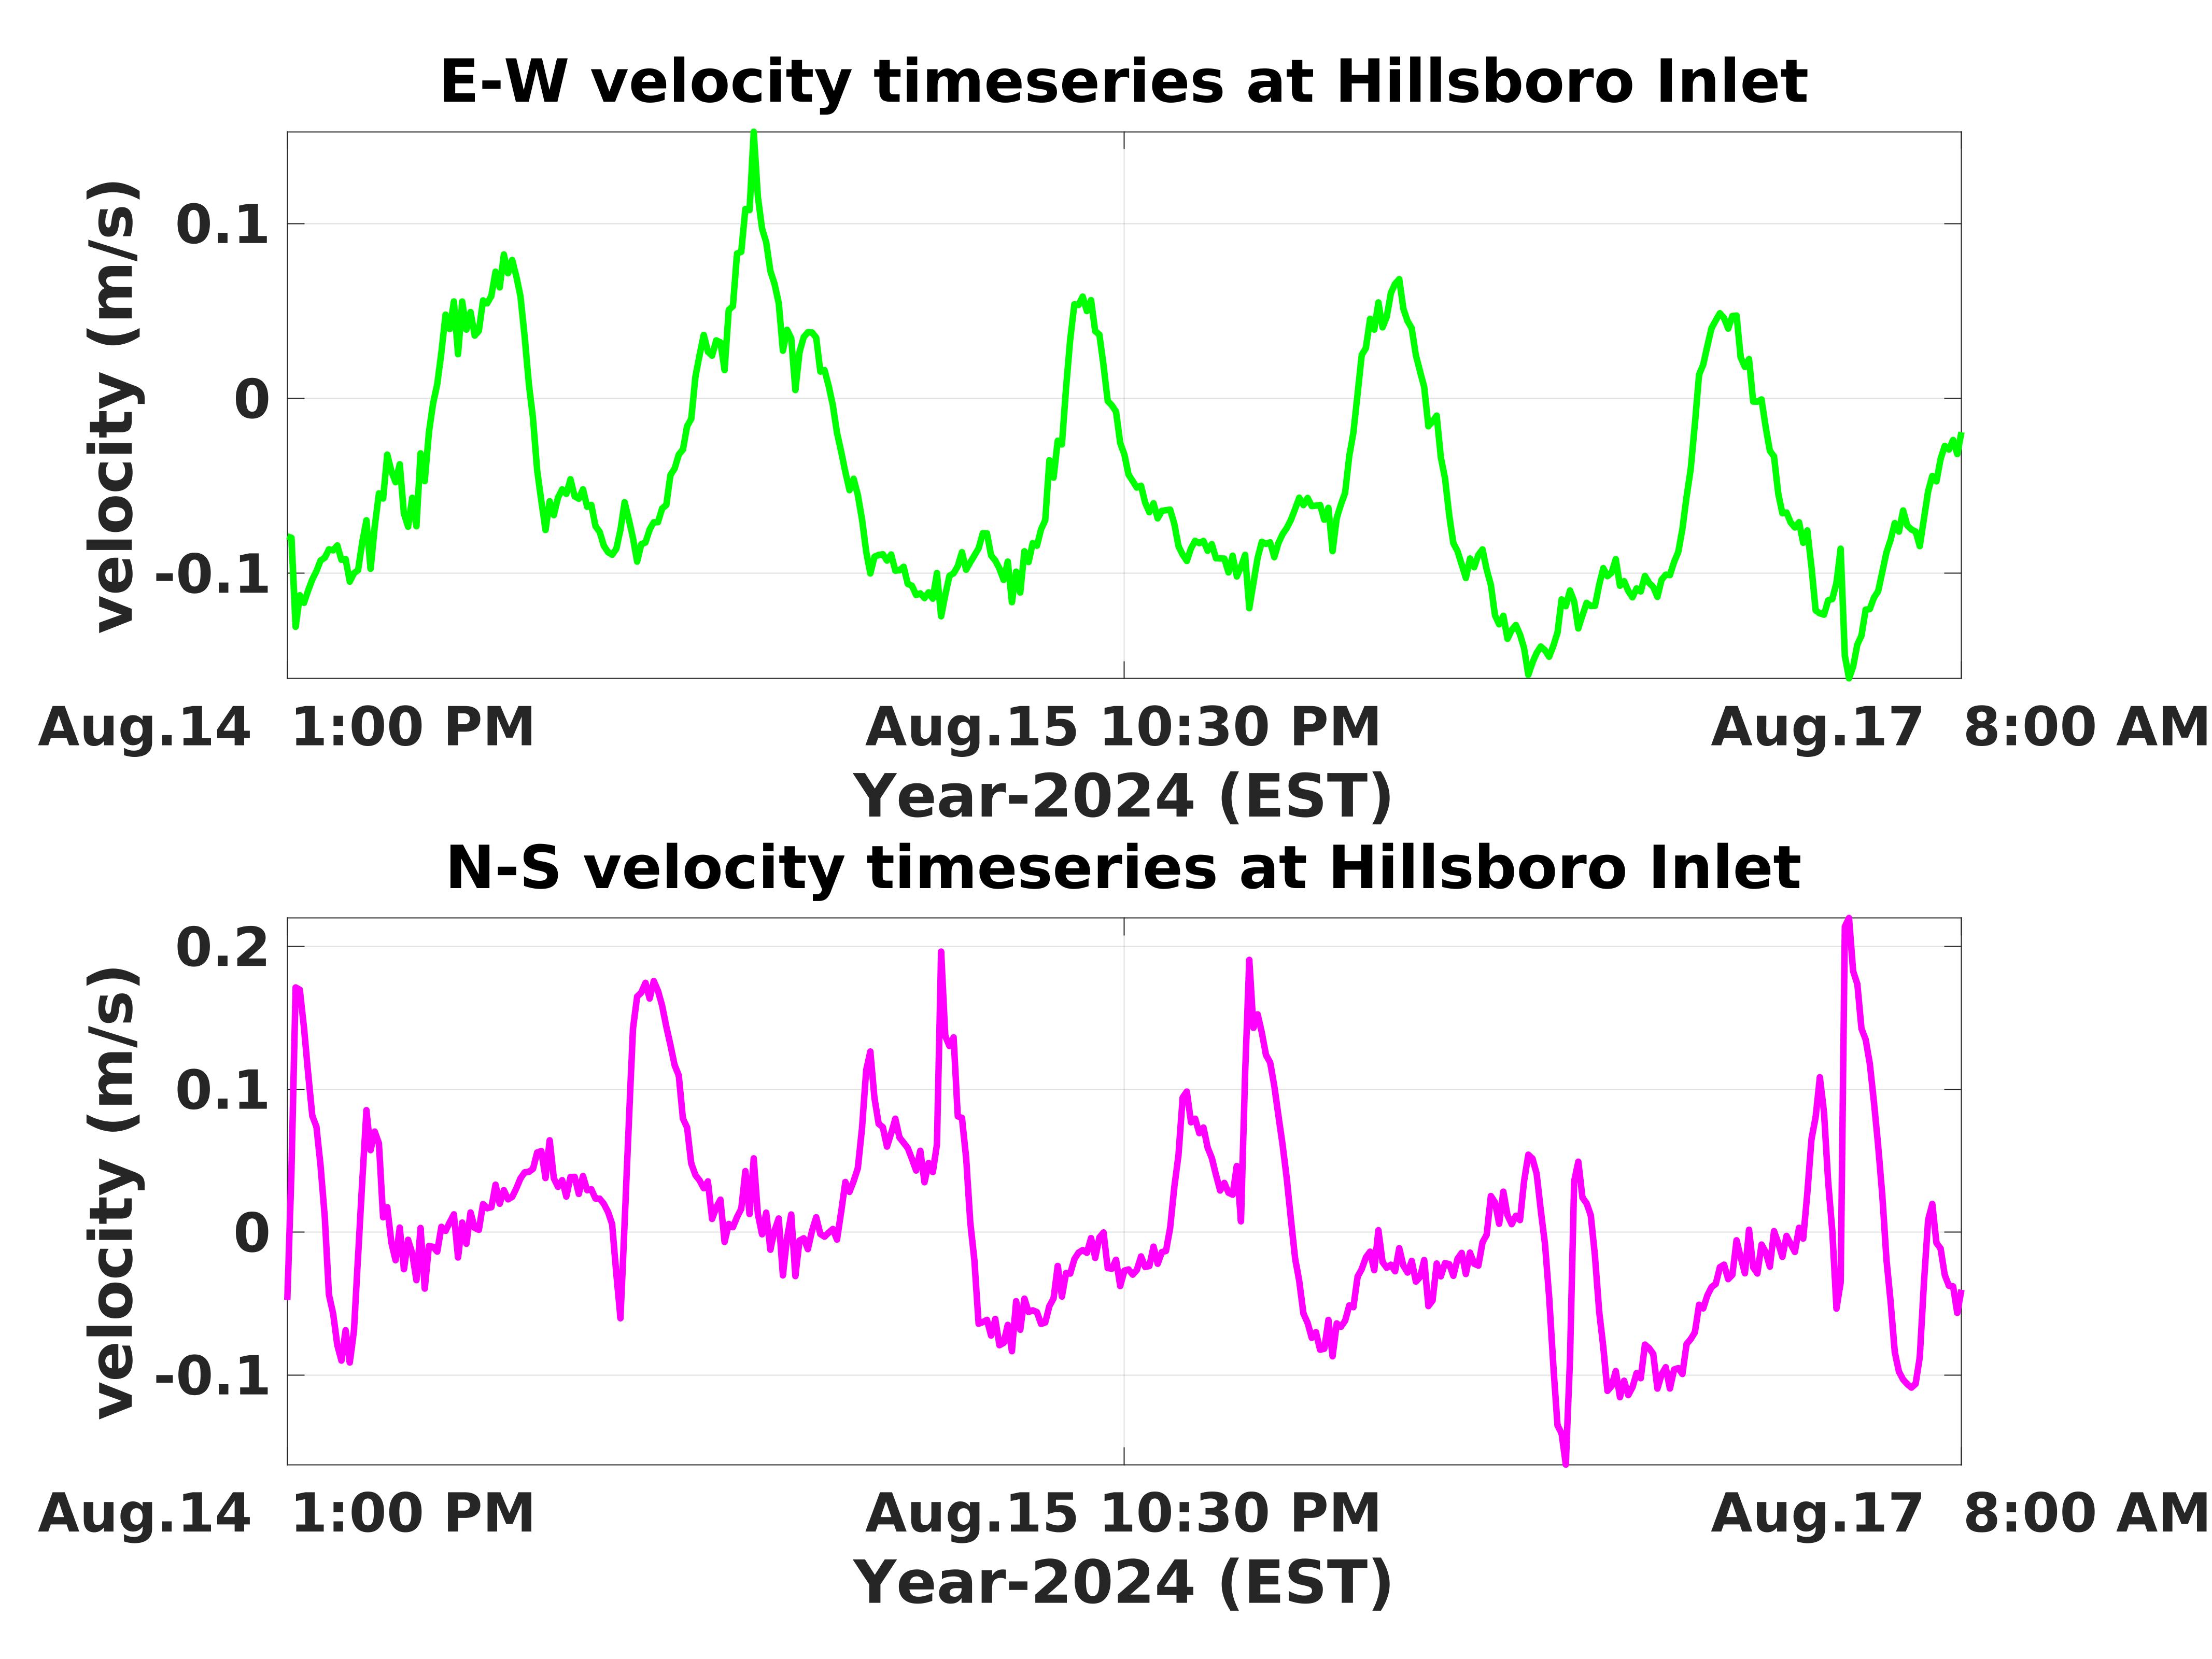 E-W velocity timeseries at Hillsboro Inlet
velocity (m/s)
0.1
0
-0.1
Aug.14  1:00 PM Aug.15 10:30 PM Aug.17  8:00 AM
Year-2024 (EST)
N-S velocity timeseries at Hillsboro Inlet
velocity (m/s)
0.2
0.1
0
-0.1
Aug.14  1:00 PM Aug.15 10:30 PM Aug.17  8:00 AM
Year-2024 (EST)